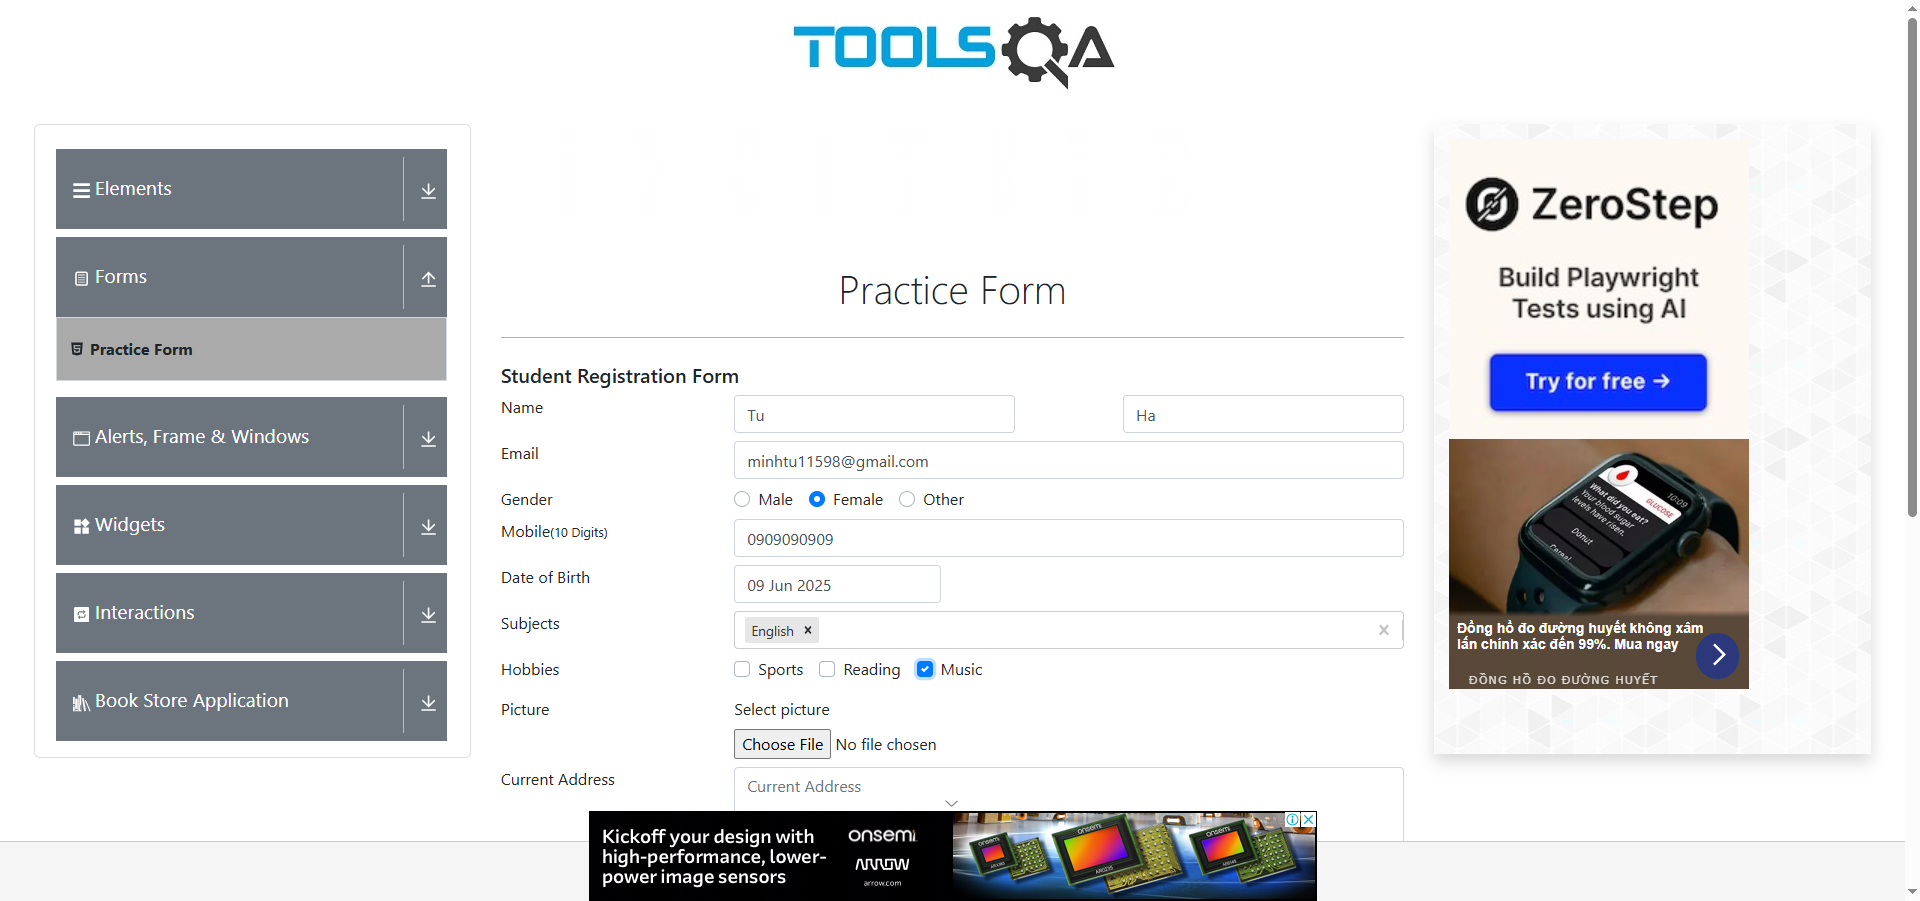 TOOLSQA
Elements
Forms
Practice Form
Alerts, Frame & Windows
Widgets
Interactions
Book Store Application
Practice Form
Student Registration Form
Name
Tu
Ha
Email
minhtu11598@gmail.com
Gender
Male
Female
Other
Mobile(10 Digits)
0909090909
Date of Birth
09 Jun 2025
Subjects
English
Hobbies
Sports
Reading
Music
Picture
Select picture
Choose File No file chosen
Current Address
Current Address
ZeroStep
Build Playwright
Tests using AI
Try for free →
10:09
GLUCOSE
What did you eat?
Your blood sugar
levels have risen.
Donut
Cereal
Đồng hồ đo đường huyết không xâm
lấn chính xác đến 99%. Mua ngay
ĐỒNG HỒ ĐO ĐƯỜNG HUYẾT
Kickoff your design with
high-performance, lower-
power image sensors
onsemi
ARROW
arrow.com
onsemi
onsemi
onsemi